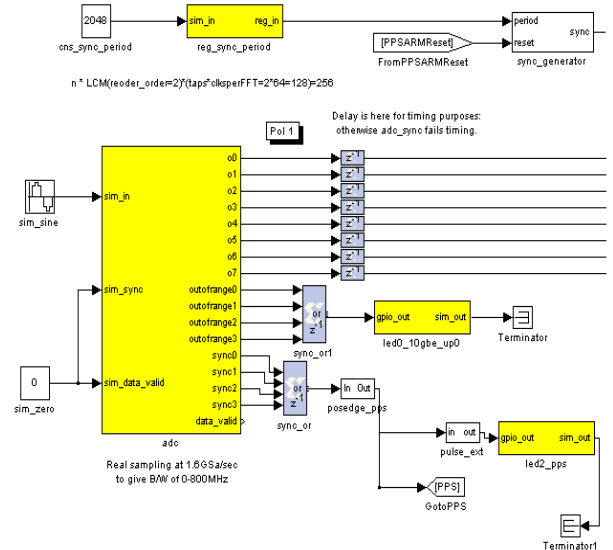 2048
cns_sync_period
sim_in
reg_in
reg_sync_period
[PPSARMReset]
FromPPSARMReset
period
reset
sync
sync_generator
n * LCM(reoder_order=2)*(taps*clksperFFT=2*64=128)=256
Delay is here for timing purposes:
otherwise adc_sync fails timing.
Pol 1
sim_sine
sim_in
sim_sync
sim_data_valid
0
sim_zero
o0
o1
o2
o3
o4
o5
o6
o7
outofrange0
outofrange1
outofrange2
outofrange3
sync0
sync1
sync2
sync3
data_valid
adc
z-1
z-1
z-1
z-1
z-1
z-1
z-1
z-1
or
z-1
sync_or1
gpio_out
sim_out
led0_10gbe_up0
Terminator
or
z-1
sync_or
In
Out
posedge_pps
in
out
pulse_ext
gpio_out
sim_out
led2_pps
[PPS]
GotoPPS
Terminator1
Real sampling at 1.6GSa/sec
to give B/W of 0-800MHz